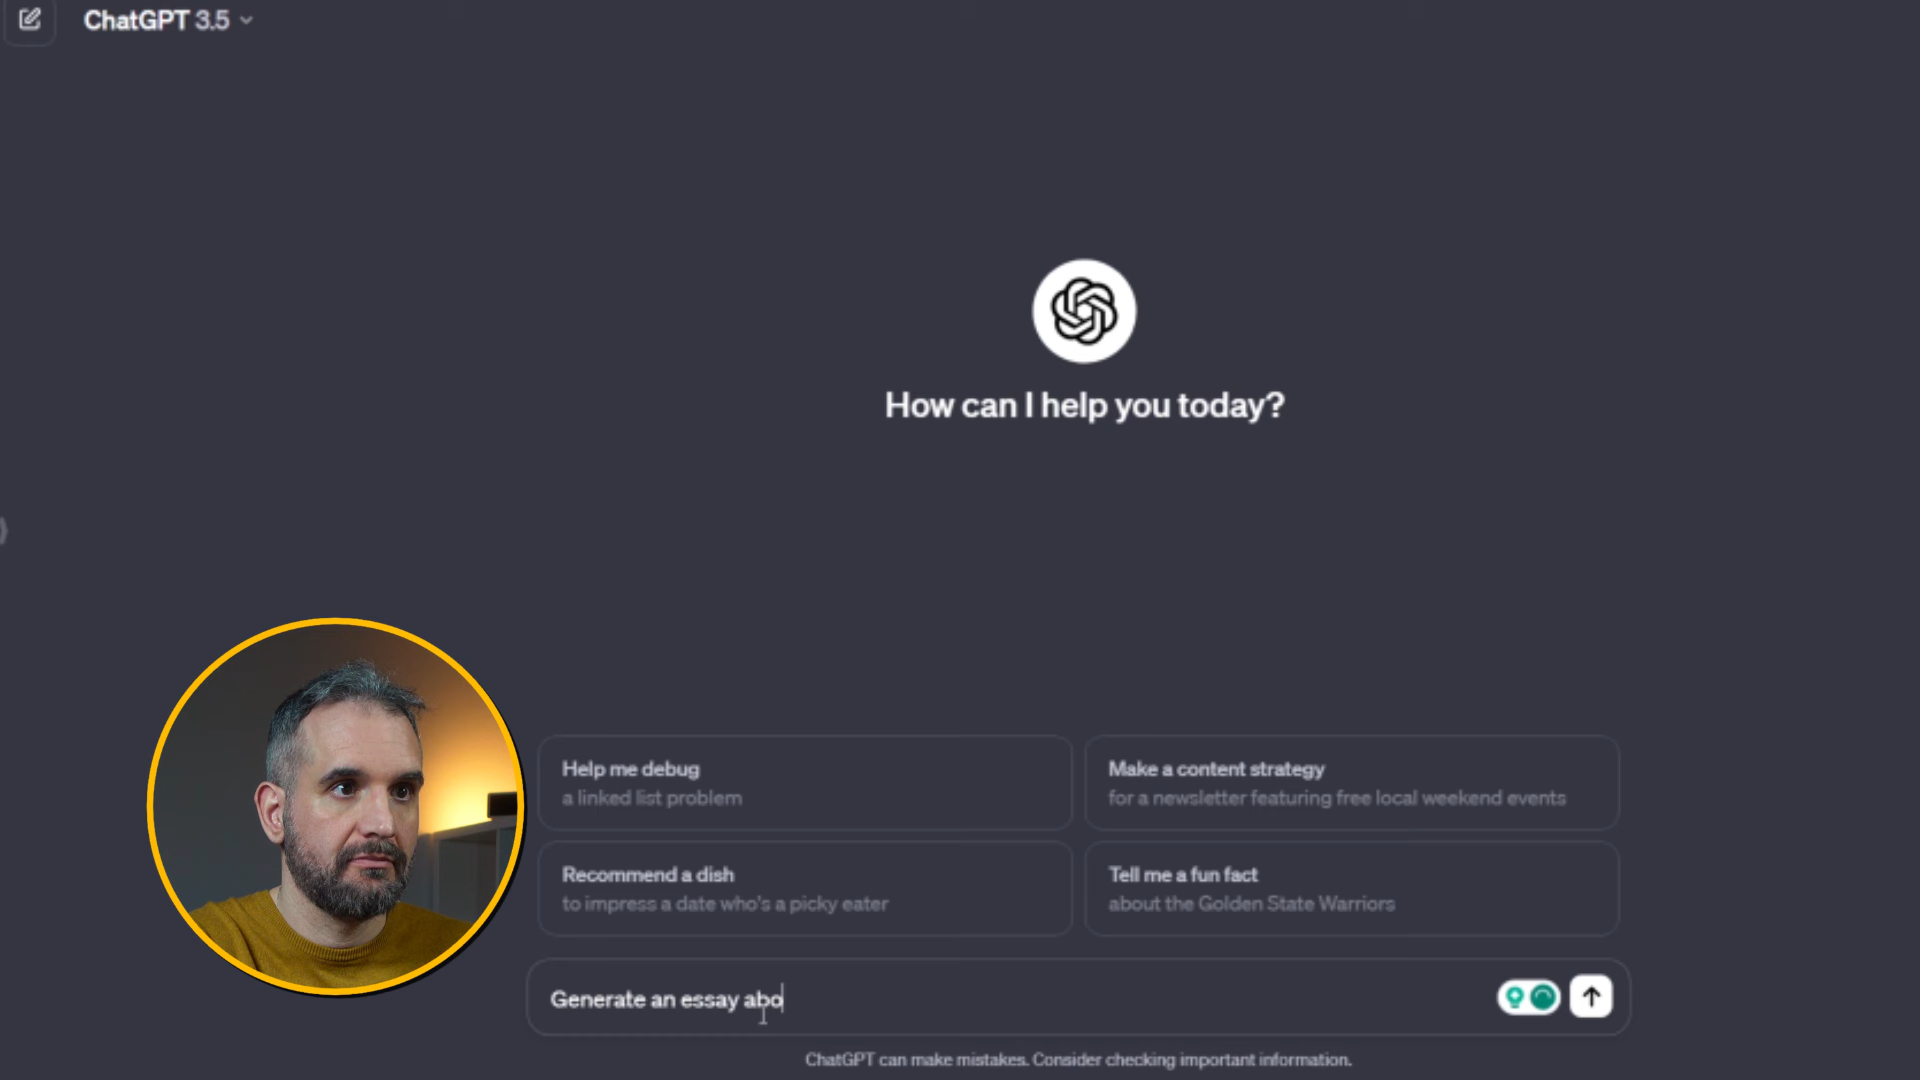 ChatGPT 3.5
How can I help you today?
Help me debug
a linked list problem
Make a content strategy
for a newsletter featuring free local weekend events
Recommend a dish
to impress a date who's a picky eater
Tell me a fun fact
about the Golden State Warriors
Generate an essay abo
ChatGPT can make mistakes. Consider checking important information.